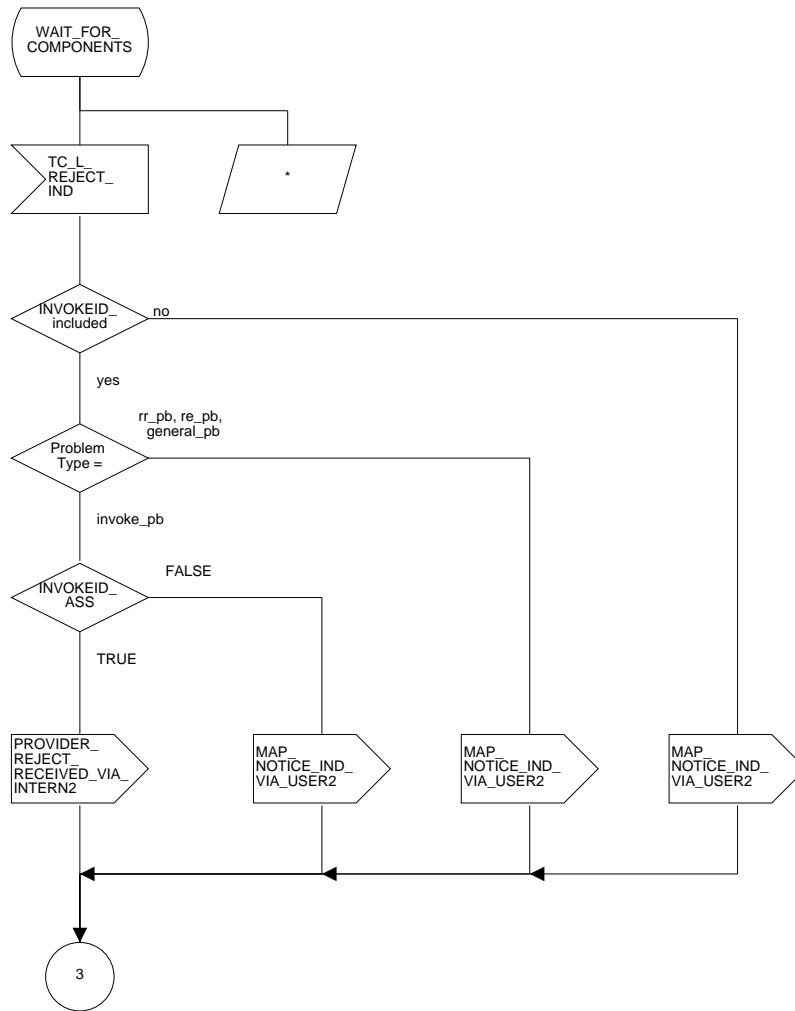 WAIT_FOR_
COMPONENTS
TC_L_
REJECT_
IND
*
INVOKEID_
included
no
yes
rr_pb, re_pb,
general_pb
Problem
Type =
invoke_pb
INVOKEID_
ASS
FALSE
TRUE
PROVIDER_
REJECT_
RECEIVED_VIA_
INTERN2
MAP_
NOTICE_IND_
VIA_USER2
MAP_
NOTICE_IND_
VIA_USER2
MAP_
NOTICE_IND_
VIA_USER2
3